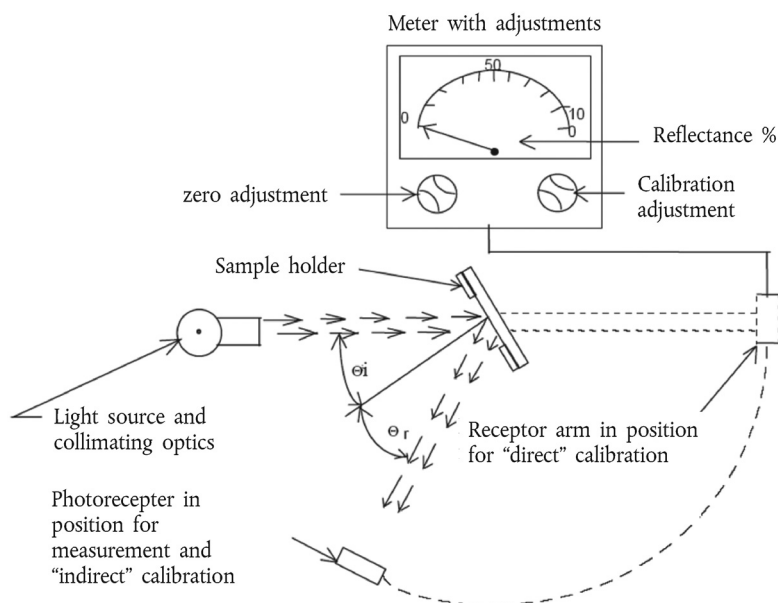 Meter with adjustments
50
0
10
0
Reflectance %
zero adjustment
Calibration
adjustment
Sample holder
Θi
Θ r
Light source and
collimating optics
Receptor arm in position
for “direct” calibration
Photorecepter in
position for
measurement and
“indirect” calibration